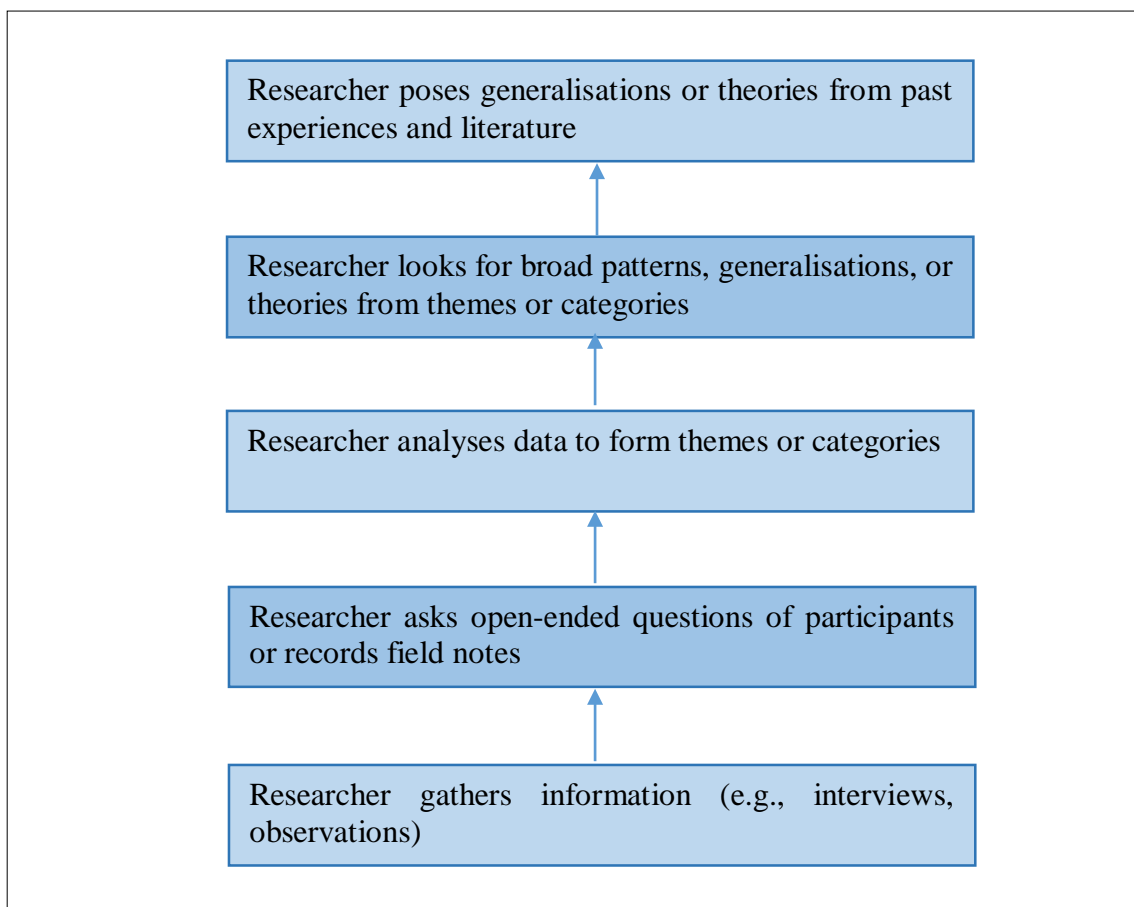 Researcher poses generalisations or theories from past
experiences and literature
Researcher looks for broad patterns, generalisations, or
theories from themes or categories
Researcher analyses data to form themes or categories
Researcher asks open-ended questions of participants
or records field notes
Researcher gathers information (e.g., interviews,
observations)